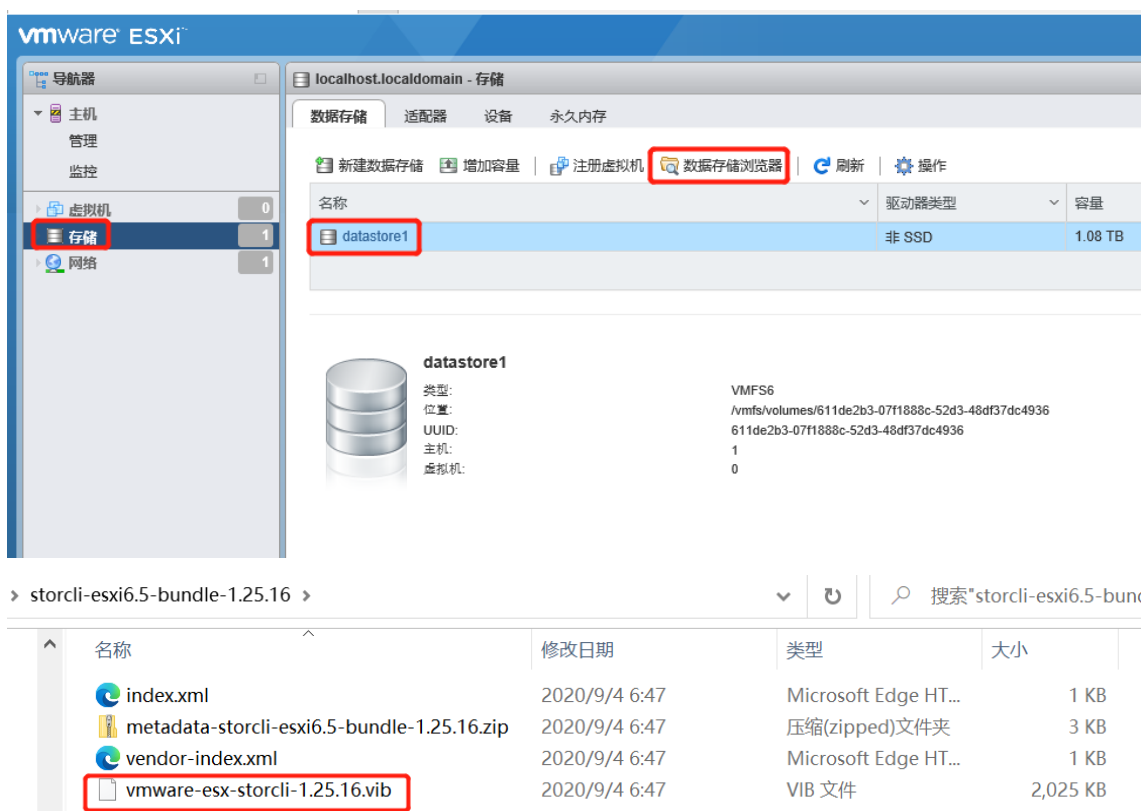 vmware ESXi
导航器
localhost.localdomain - 存储
主机
管理
监控
虚拟机 0
存储 1
网络 1
数据存储 适配器 设备 永久内存
新建数据存储 增加容量 注册虚拟机 数据存储浏览器 刷新 操作
名称 驱动器类型 容量
datastore1 非 SSD 1.08 TB
datastore1
类型: VMFS6
位置: /vmfs/volumes/611de2b3-07f1888c-52d3-48df37dc4936
UUID: 611de2b3-07f1888c-52d3-48df37dc4936
主机: 1
虚拟机: 0
storcli-esxi6.5-bundle-1.25.16 搜索"storcli-esxi6.5-bund
名称 修改日期 类型 大小
index.xml 2020/9/4 6:47 Microsoft Edge HT... 1 KB
metadata-storcli-esxi6.5-bundle-1.25.16.zip 2020/9/4 6:47 压缩(zipped)文件夹 3 KB
vendor-index.xml 2020/9/4 6:47 Microsoft Edge HT... 1 KB
vmware-esx-storcli-1.25.16.vib 2020/9/4 6:47 VIB 文件 2,025 KB